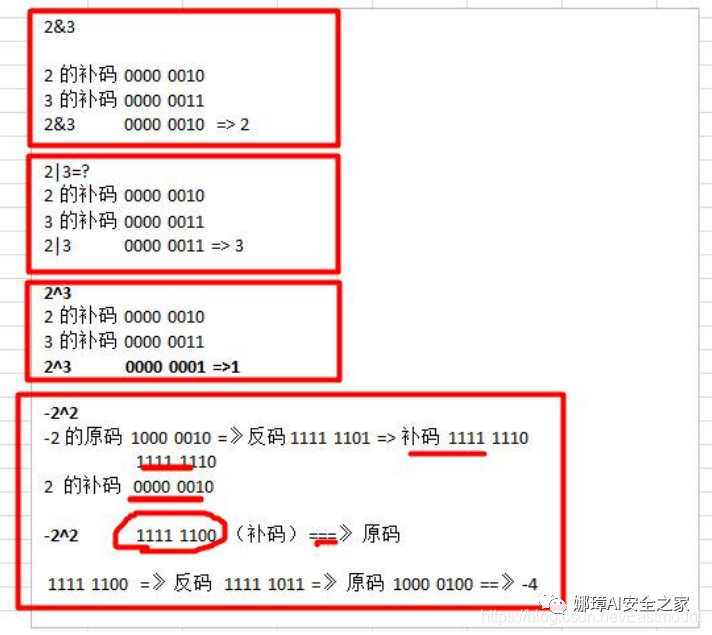 2&3
2 的补码 0000 0010
3 的补码 0000 0011
2&3 0000 0010 => 2
2|3=?
2 的补码 0000 0010
3 的补码 0000 0011
2|3 0000 0011 => 3
2^3
2 的补码 0000 0010
3 的补码 0000 0011
2^3 0000 0001 =>1
-2^2
-2 的原码 1000 0010 =》反码 1111 1101 => 补码 1111 1110
1111 1110
2 的补码 0000 0010
-2^2 1111 1100 （补码）===》 原码
1111 1100 =》 反码 1111 1011 =》 原码 1000 0100 ==》 -4
娜璋AI安全之家
https://blog.csdn.net/Eastmount